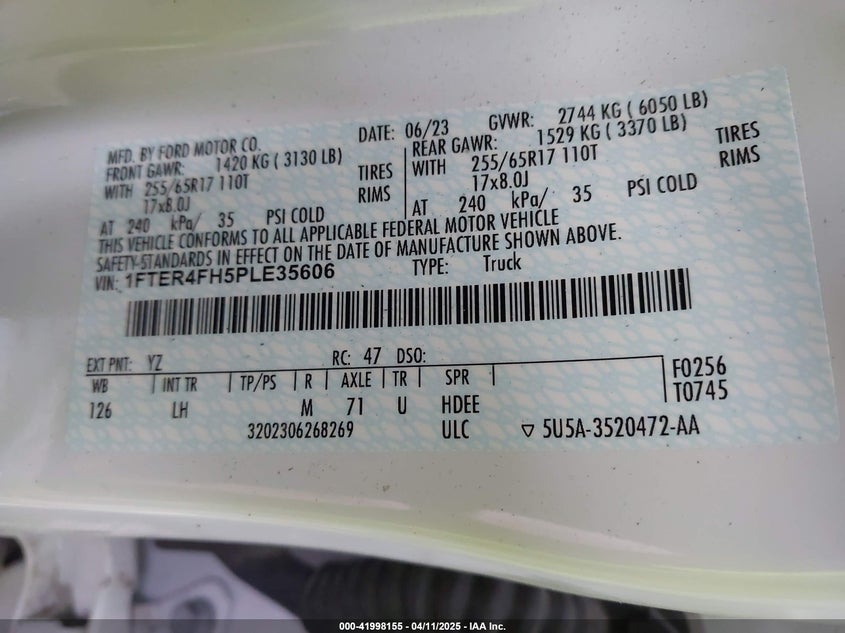 MFD. BY FORD MOTOR CO.
DATE: 06/23 GVWR: 2744 KG ( 6050 LB)
FRONT GAWR: 1420 KG ( 3130 LB)
WITH 255/65R17 110T TIRES
17x8.0J RIMS
AT 240 kPa/ 35 PSI COLD
REAR GAWR: 1529 KG ( 3370 LB)
WITH 255/65R17 110T TIRES
17x8.0J RIMS
AT 240 kPa/ 35 PSI COLD
THIS VEHICLE CONFORMS TO ALL APPLICABLE FEDERAL MOTOR VEHICLE
SAFETY-STANDARDS IN EFFECT ON THE DATE OF MANUFACTURE SHOWN ABOVE.
VIN: 1FTER4FH5PLE35606 TYPE: Truck
EXT PNT: YZ RC: 47 DSO:
WB INT TR TP/PS R AXLE TR SPR
126 LH M 71 U HDEE
F0256
T0745
3202306268269 ULC ▽ 5U5A-3520472-AA
000-41998155 - 04/11/2025 - IAA Inc.